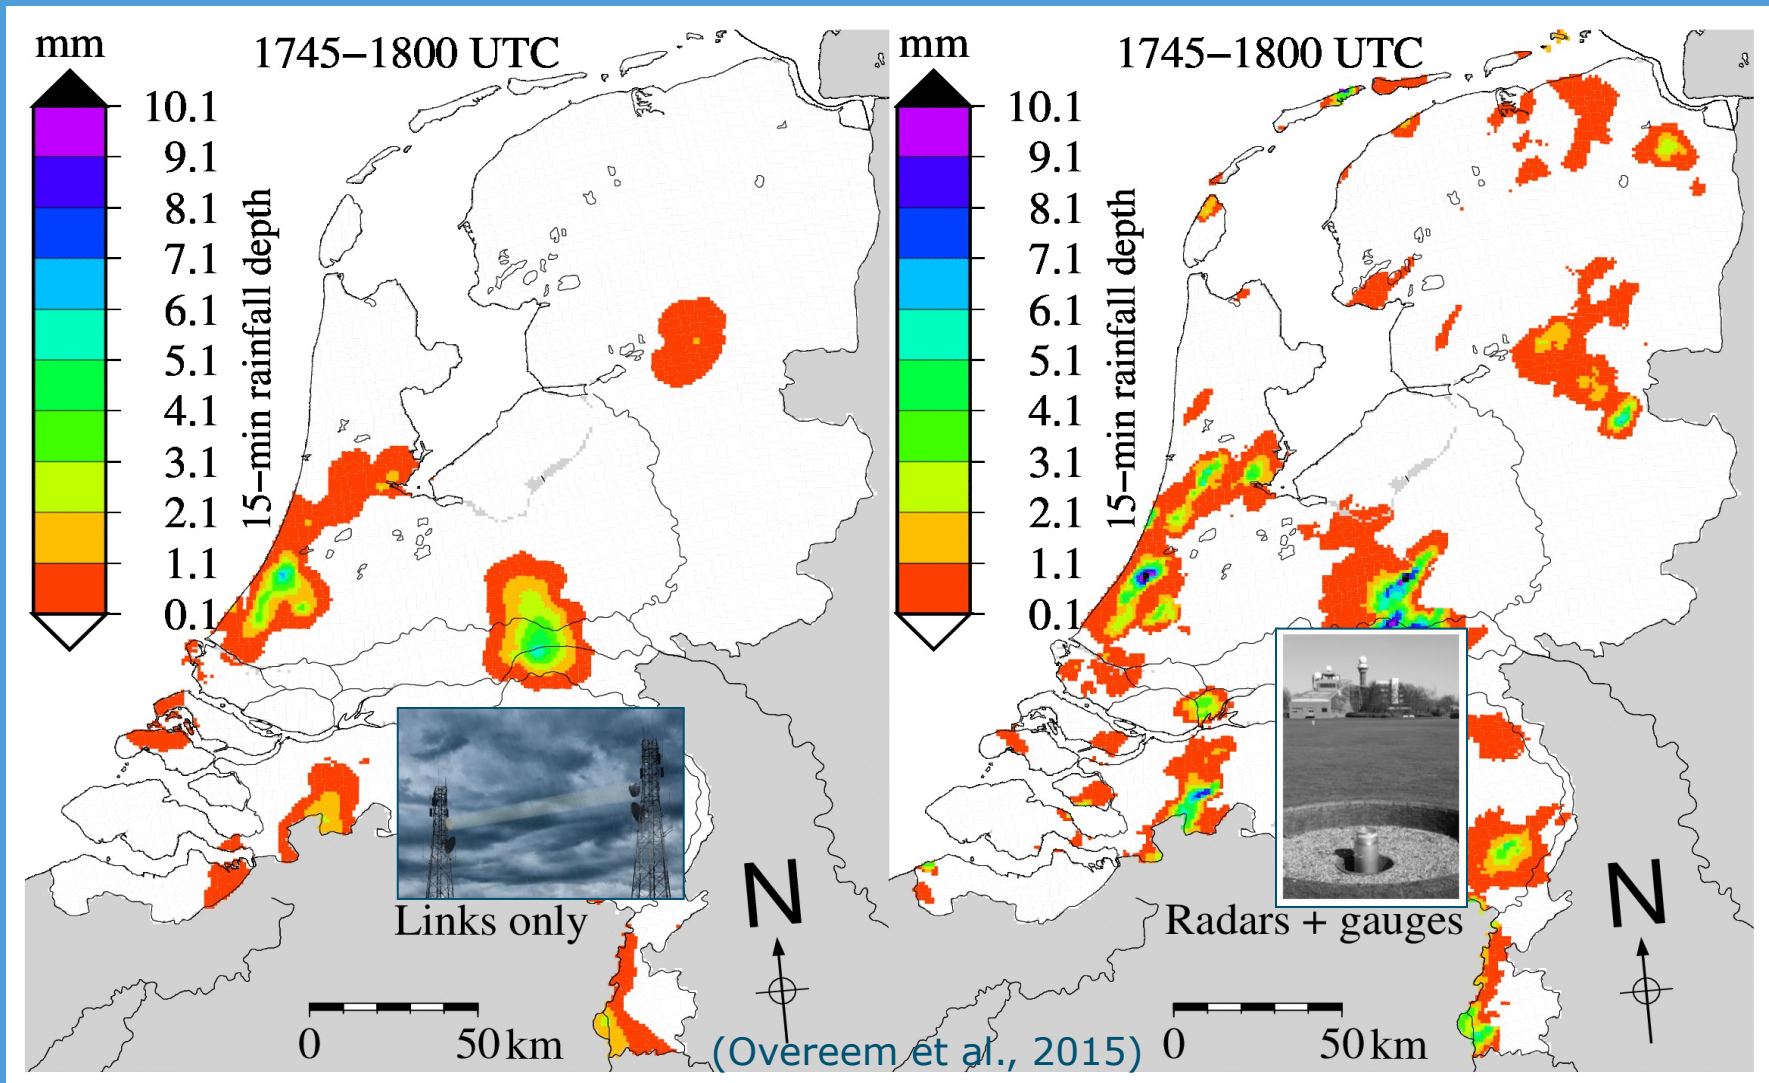 mm
1745–1800 UTC
10.1
9.1
8.1
7.1
6.1
5.1
4.1
3.1
2.1
1.1
0.1
15–min rainfall depth
Links only
N
0 50 km
mm
1745–1800 UTC
10.1
9.1
8.1
7.1
6.1
5.1
4.1
3.1
2.1
1.1
0.1
15–min rainfall depth
Radars + gauges
N
0 50 km
(Overeem et al., 2015)